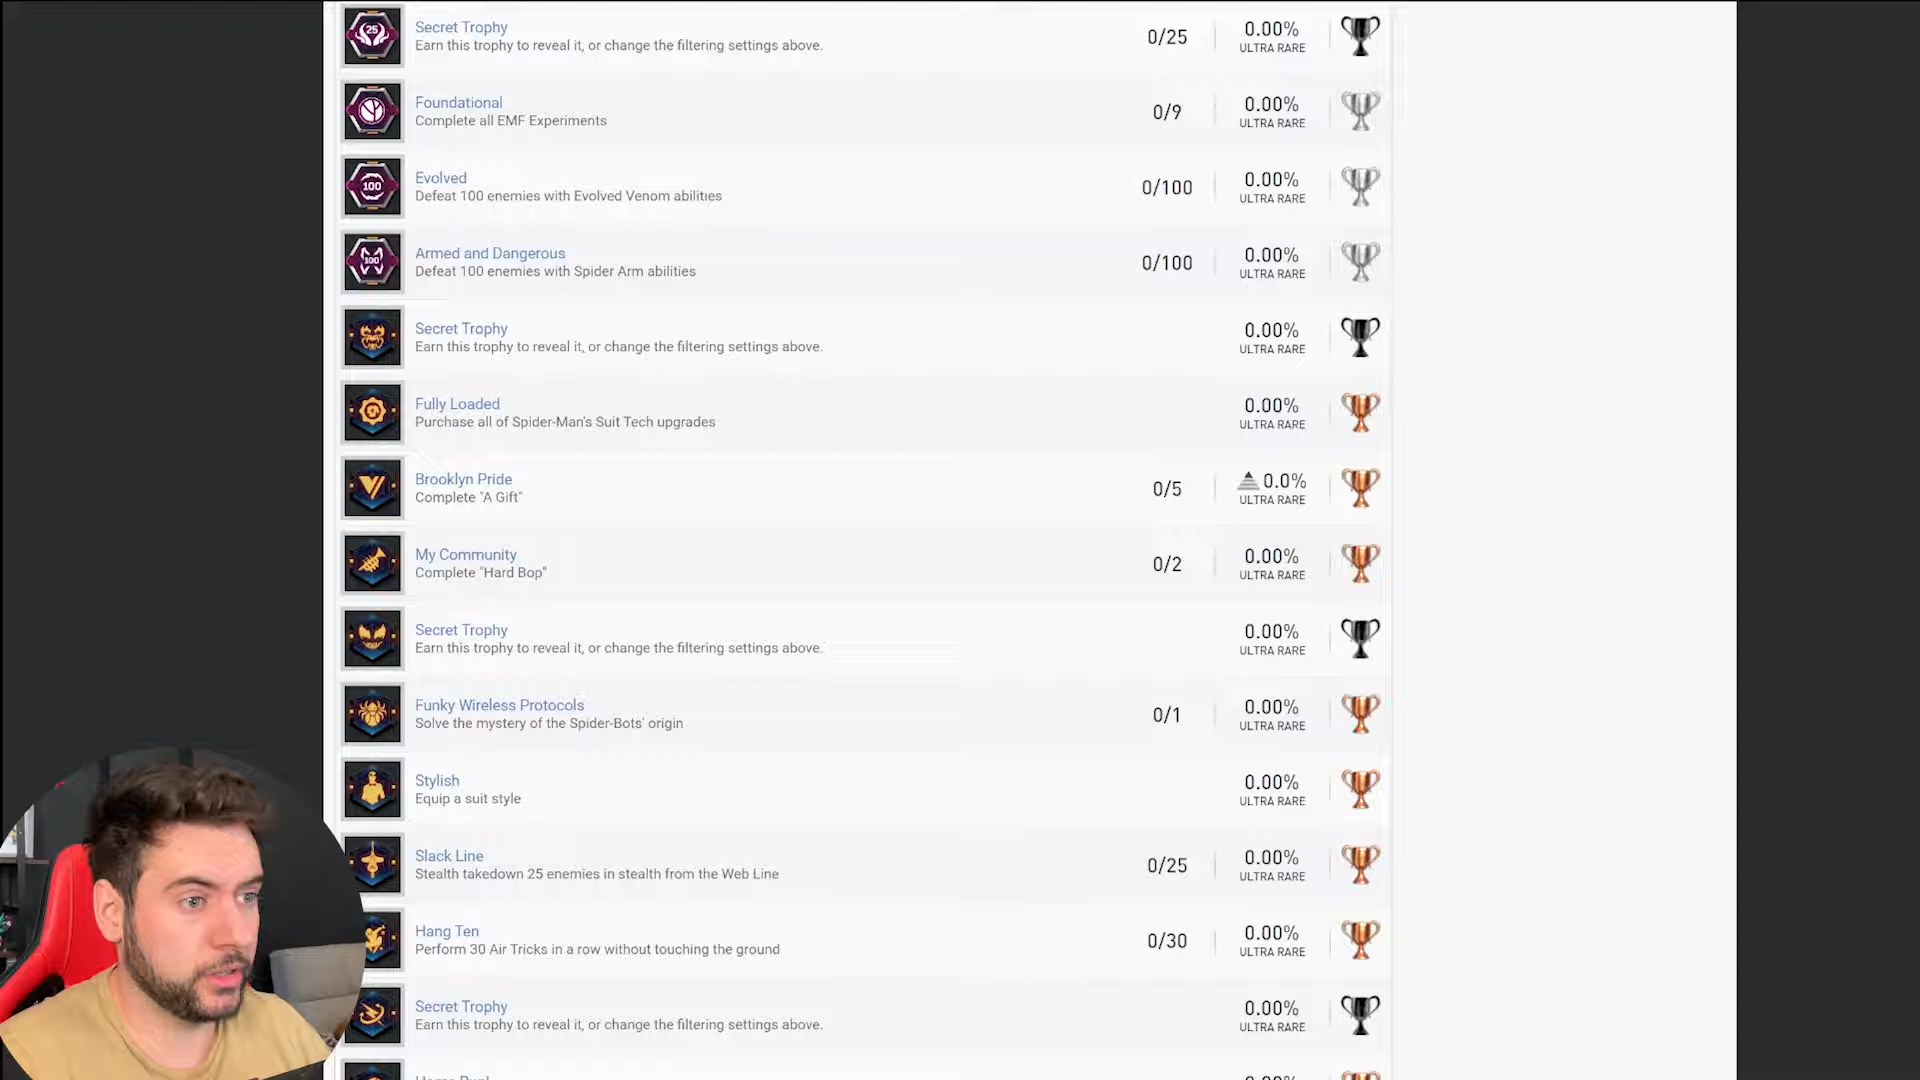 25
Secret Trophy
Earn this trophy to reveal it, or change the filtering settings above.
0/25
0.00%
ULTRA RARE
Foundational
Complete all EMF Experiments
0/9
0.00%
ULTRA RARE
100
Evolved
Defeat 100 enemies with Evolved Venom abilities
0/100
0.00%
ULTRA RARE
100
Armed and Dangerous
Defeat 100 enemies with Spider Arm abilities
0/100
0.00%
ULTRA RARE
Secret Trophy
Earn this trophy to reveal it, or change the filtering settings above.
0.00%
ULTRA RARE
Fully Loaded
Purchase all of Spider-Man's Suit Tech upgrades
0.00%
ULTRA RARE
Brooklyn Pride
Complete "A Gift"
0/5
0.0%
ULTRA RARE
My Community
Complete "Hard Bop"
0/2
0.00%
ULTRA RARE
Secret Trophy
Earn this trophy to reveal it, or change the filtering settings above.
0.00%
ULTRA RARE
Funky Wireless Protocols
Solve the mystery of the Spider-Bots' origin
0/1
0.00%
ULTRA RARE
Stylish
Equip a suit style
0.00%
ULTRA RARE
Slack Line
Stealth takedown 25 enemies in stealth from the Web Line
0/25
0.00%
ULTRA RARE
Hang Ten
Perform 30 Air Tricks in a row without touching the ground
0/30
0.00%
ULTRA RARE
Secret Trophy
Earn this trophy to reveal it, or change the filtering settings above.
0.00%
ULTRA RARE